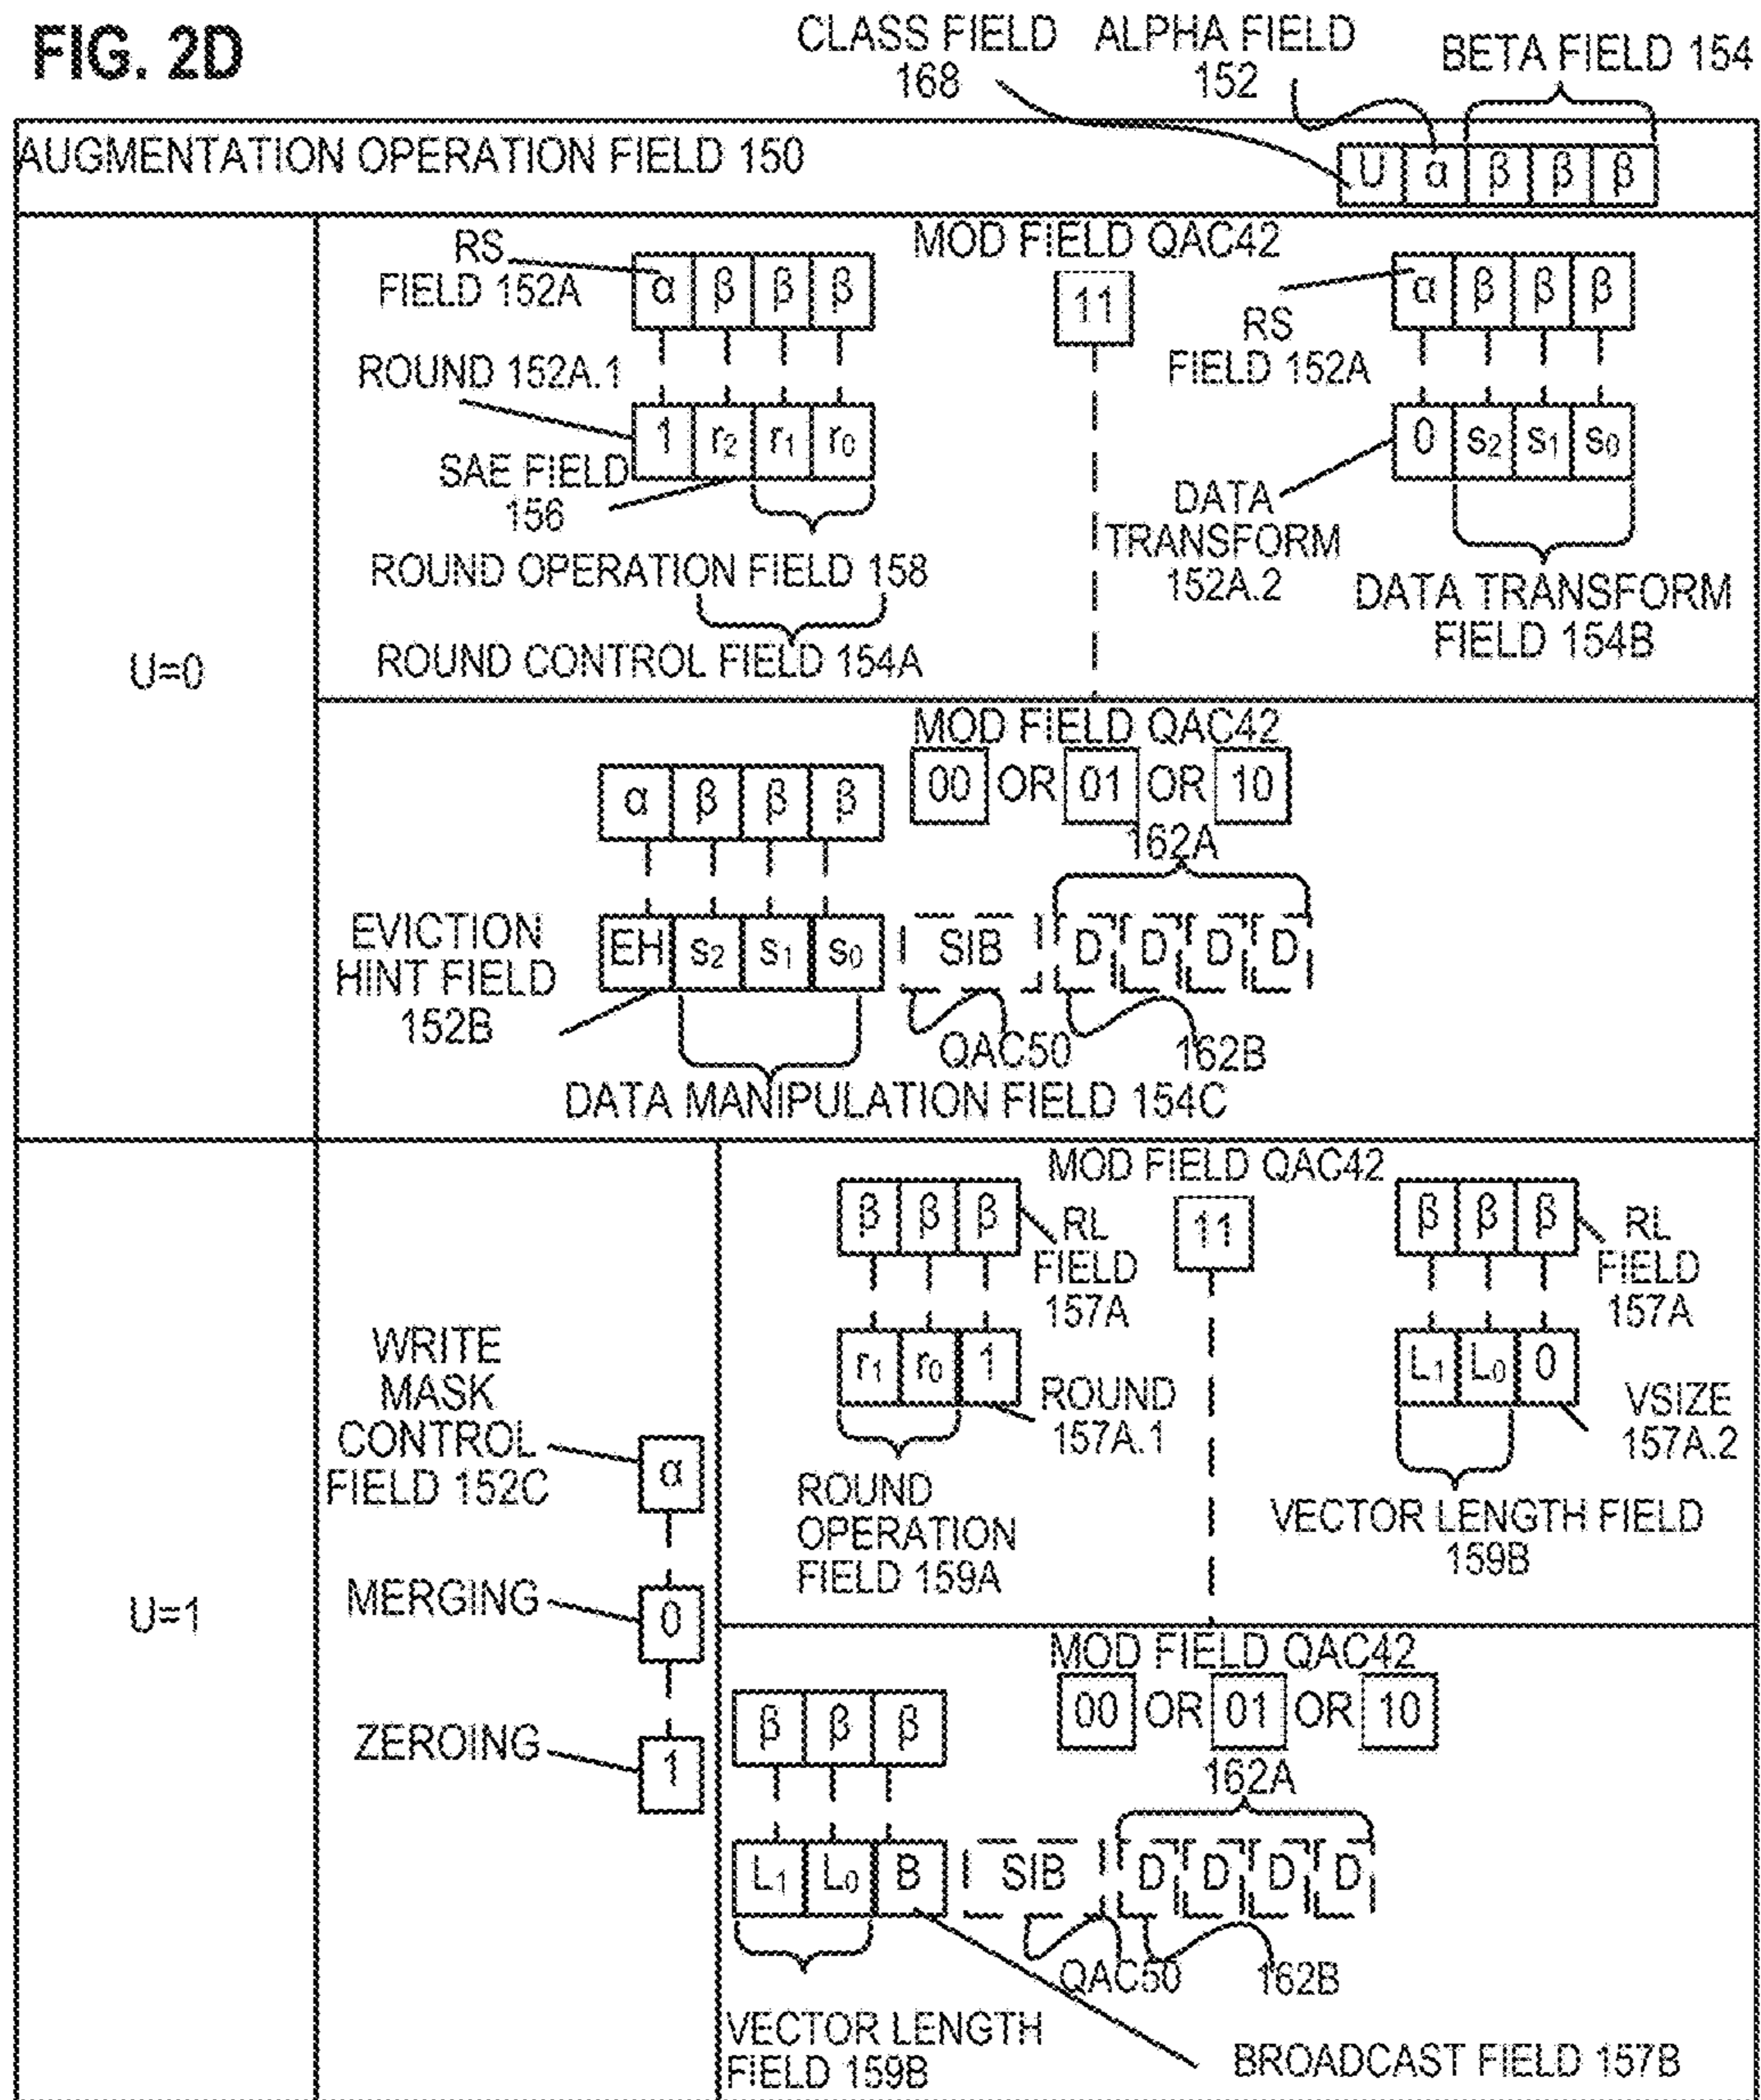 FIG. 2D
CLASS FIELD
168
ALPHA FIELD
152
BETA FIELD 154
AUGMENTATION OPERATION FIELD 150
U α β β β
U=0
MOD FIELD QAC42
11
RS
FIELD 152A
α β β β
ROUND 152A.1
1 r₂ r₁ r₀
SAE FIELD
156
ROUND OPERATION FIELD 158
ROUND CONTROL FIELD 154A
α β β β
RS
FIELD 152A
0 s₂ s₁ s₀
DATA
TRANSFORM
152A.2
DATA TRANSFORM
FIELD 154B
MOD FIELD QAC42
00 OR 01 OR 10
α β β β
162A
EVICTION
HINT FIELD
152B
EH s₂ s₁ s₀ SIB D D D D
QAC50
162B
DATA MANIPULATION FIELD 154C
U=1
WRITE
MASK
CONTROL
FIELD 152C
α
MERGING
0
ZEROING
1
MOD FIELD QAC42
11
β β β
RL
FIELD
157A
r₁ r₀ 1
ROUND
157A.1
ROUND
OPERATION
FIELD 159A
β β β
RL
FIELD
157A
L₁ L₀ 0
VSIZE
157A.2
VECTOR LENGTH FIELD
159B
MOD FIELD QAC42
00 OR 01 OR 10
β β β
162A
L₁ L₀ B SIB D D D D
QAC50
162B
VECTOR LENGTH
FIELD 159B
BROADCAST FIELD 157B